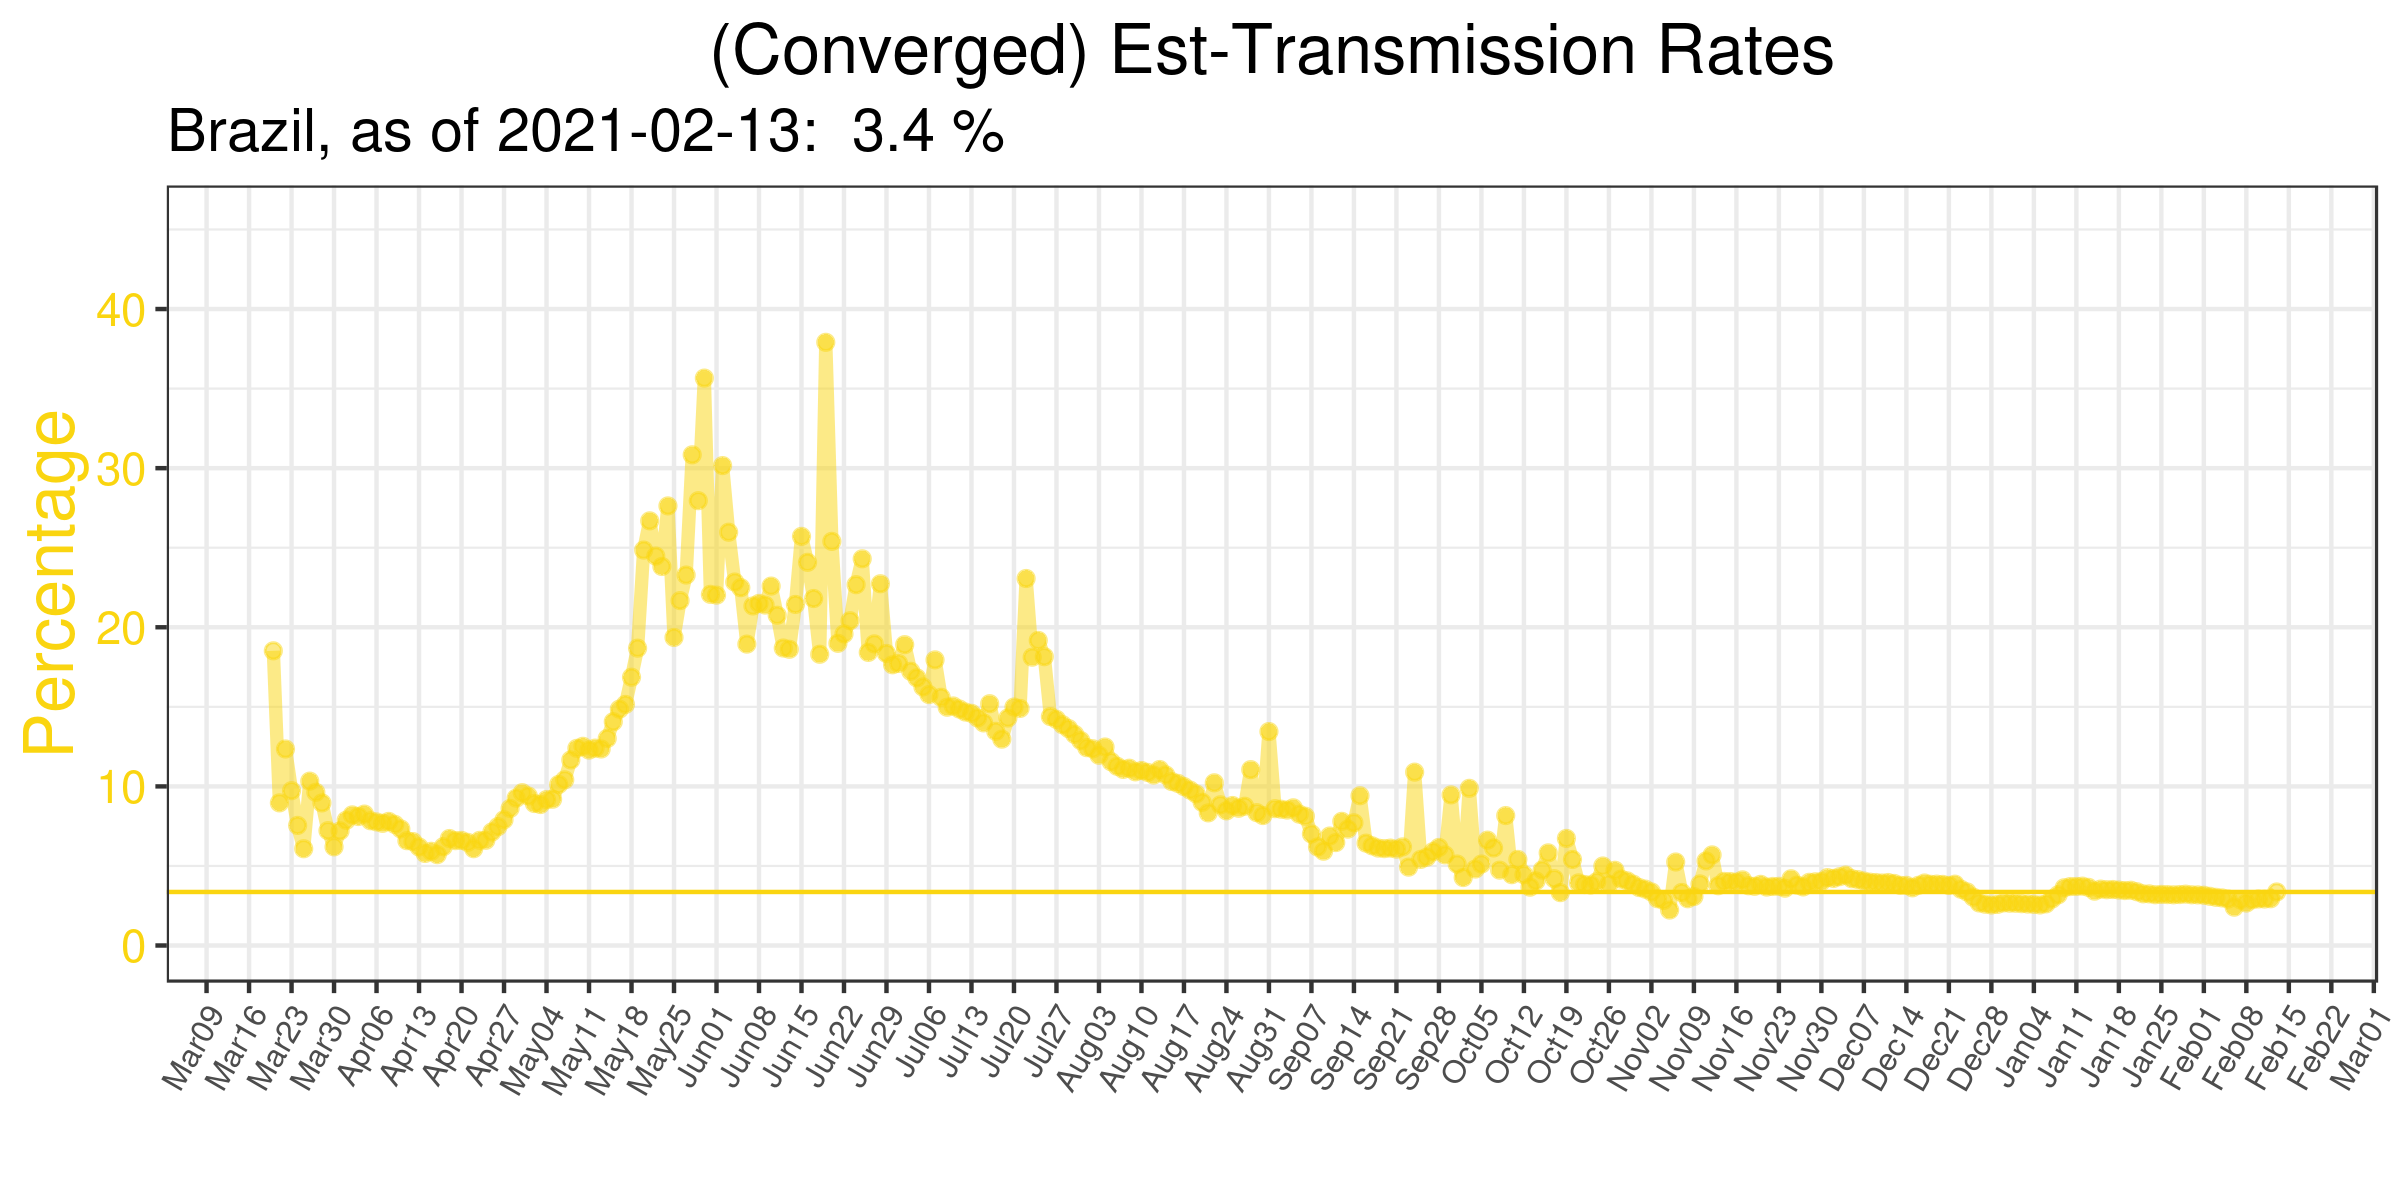 (Converged) Est-Transmission Rates
Brazil, as of 2021-02-13:  3.4 %
Percentage
40
30
20
10
0
Mar09
Mar16
Mar23
Mar30
Apr06
Apr13
Apr20
Apr27
May04
May11
May18
May25
Jun01
Jun08
Jun15
Jun22
Jun29
Jul06
Jul13
Jul20
Jul27
Aug03
Aug10
Aug17
Aug24
Aug31
Sep07
Sep14
Sep21
Sep28
Oct05
Oct12
Oct19
Oct26
Nov02
Nov09
Nov16
Nov23
Nov30
Dec07
Dec14
Dec21
Dec28
Jan04
Jan11
Jan18
Jan25
Feb01
Feb08
Feb15
Feb22
Mar01